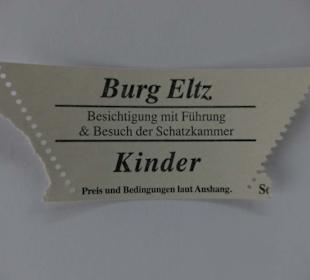 Burg Eltz
Besichtigung mit Führung
& Besuch der Schatzkammer
Kinder
Preis und Bedingungen laut Aushang.